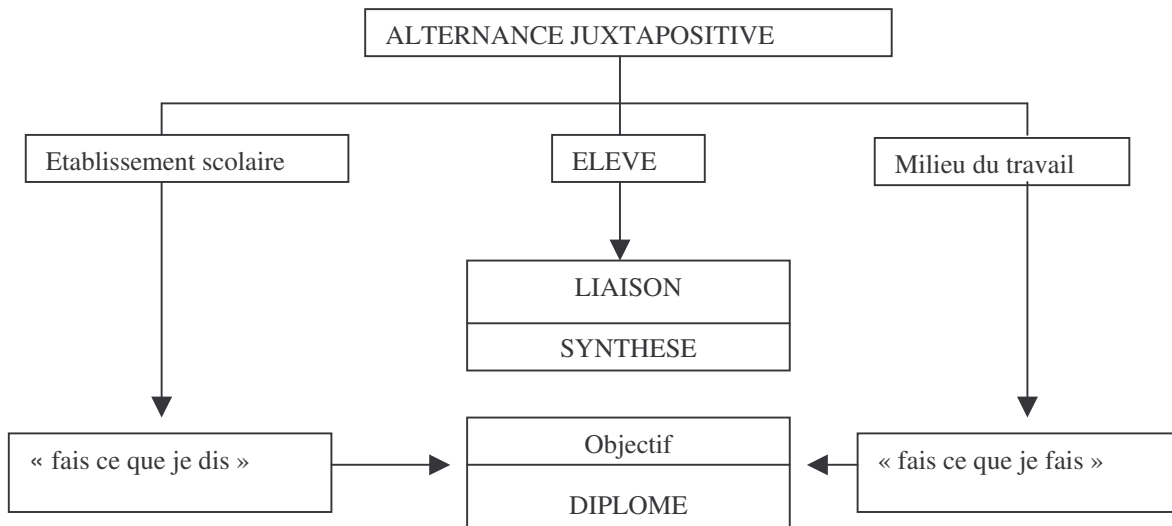 ALTERNANCE JUXTAPOSITIVE
Etablissement scolaire
ELEVE
Milieu du travail
LIAISON
SYNTHESE
« fais ce que je dis »
Objectif
« fais ce que je fais »
DIPLOME